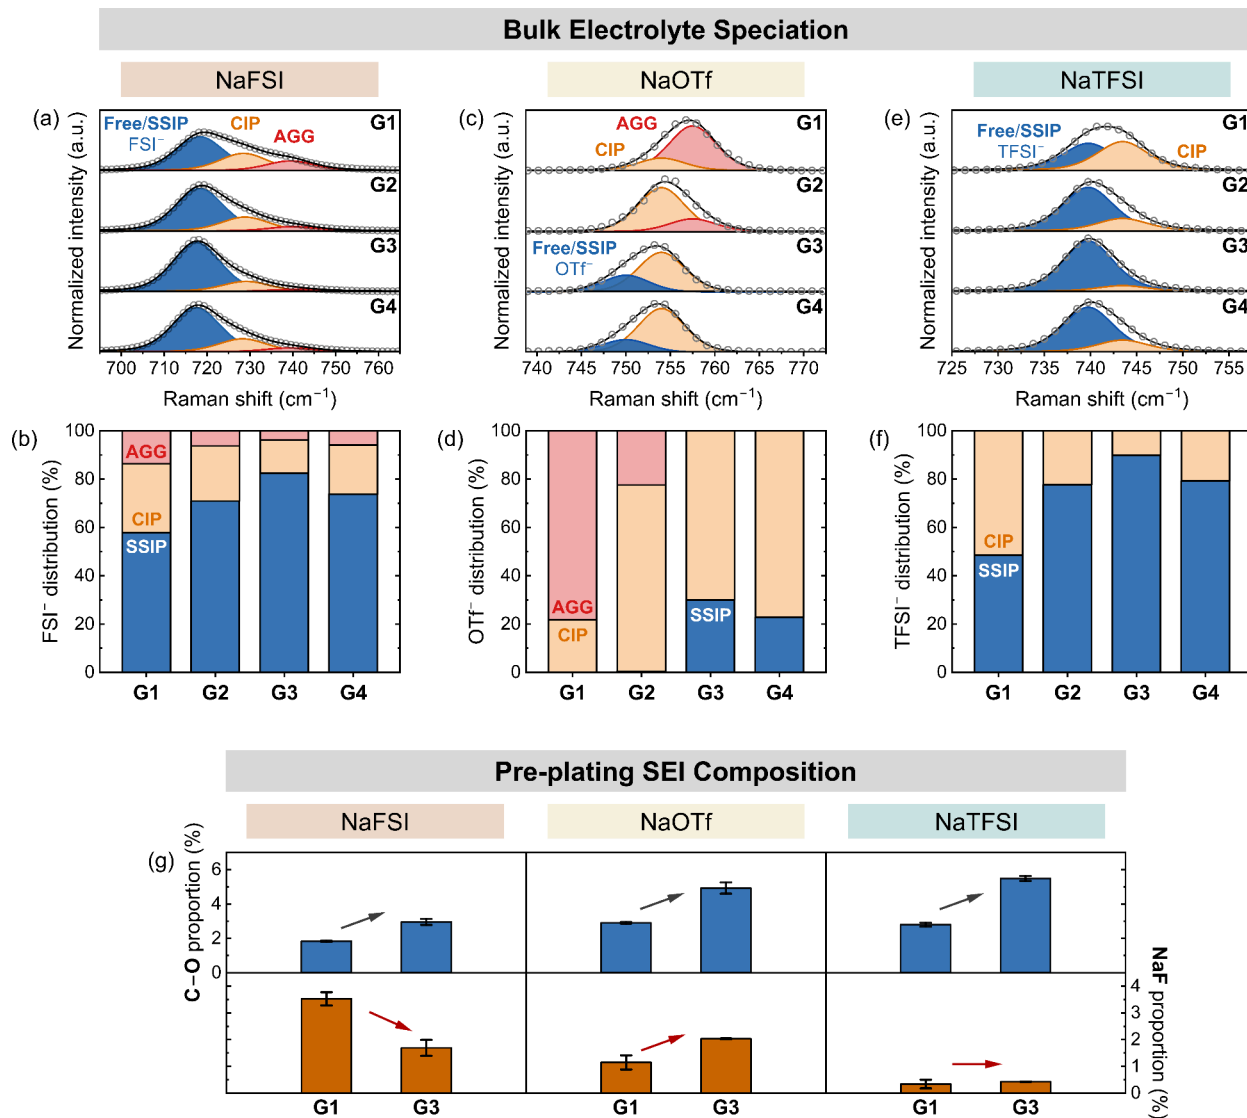 Bulk Electrolyte Speciation
NaFSI
NaOTf
NaTFSI
(a)
Normalized intensity (a.u.)
Free/SSIP
FSI⁻
CIP
AGG
G1
G2
G3
G4
700 710 720 730 740 750 760
Raman shift (cm⁻¹)
(c)
Normalized intensity (a.u.)
AGG
CIP
G1
G2
Free/SSIP
OTf⁻
G3
G4
740 745 750 755 760 765 770
Raman shift (cm⁻¹)
(e)
Normalized intensity (a.u.)
Free/SSIP
TFSI⁻
CIP
G1
G2
G3
G4
725 730 735 740 745 750 755
Raman shift (cm⁻¹)
(b)
FSI⁻ distribution (%)
100
80
60
40
20
0
AGG
CIP
SSIP
G1 G2 G3 G4
(d)
OTf⁻ distribution (%)
100
80
60
40
20
0
AGG
CIP
SSIP
G1 G2 G3 G4
(f)
TFSI⁻ distribution (%)
100
80
60
40
20
0
CIP
SSIP
G1 G2 G3 G4
Pre-plating SEI Composition
NaFSI
NaOTf
NaTFSI
(g)
C−O proportion (%)
6
4
2
0
NaF proportion (%)
4
3
2
1
0
G1 G3 G1 G3 G1 G3